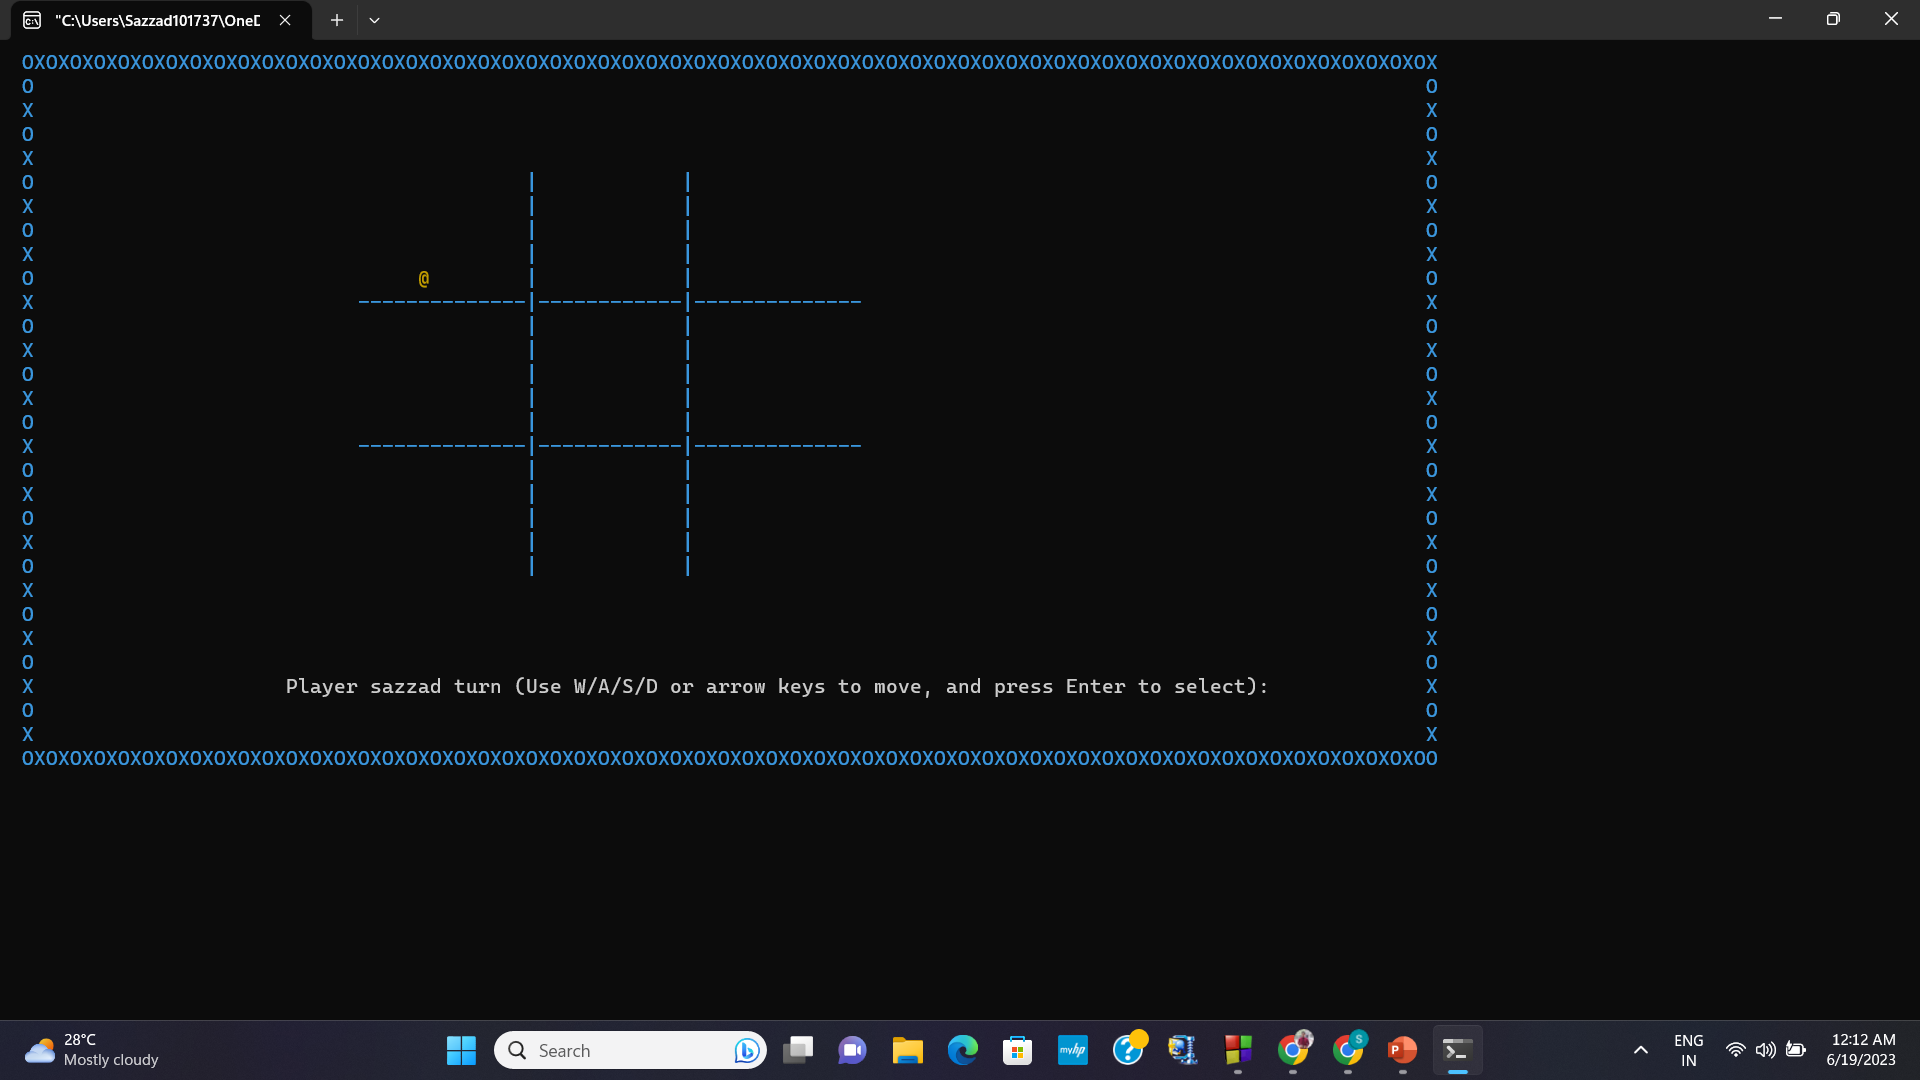 "C:\Users\Sazzad101737\OneD
OXOXOXOXOXOXOXOXOXOXOXOXOXOXOXOXOXOXOXOXOXOXOXOXOXOXOXOXOXOXOXOXOXOXOXOXOXOXOXOXOXOXOXOXOXOXOXOXOXOXOXOXOXOXOXOXOXOXOX
O O
X X
O O
X X
O | | O
X | | X
O | | O
X | | X
O @ | | O
X --------------|------------|-------------- X
O | | O
X | | X
O | | O
X | | X
O | | O
X --------------|------------|-------------- X
O | | O
X | | X
O | | O
X | | X
O | | O
X X
O O
X X
O O
X Player sazzad turn (Use W/A/S/D or arrow keys to move, and press Enter to select): X
O O
X X
OXOXOXOXOXOXOXOXOXOXOXOXOXOXOXOXOXOXOXOXOXOXOXOXOXOXOXOXOXOXOXOXOXOXOXOXOXOXOXOXOXOXOXOXOXOXOXOXOXOXOXOXOXOXOXOXOXOXOO
28°C
Mostly cloudy
Search
myhp
S
P
ENG
IN
12:12 AM
6/19/2023